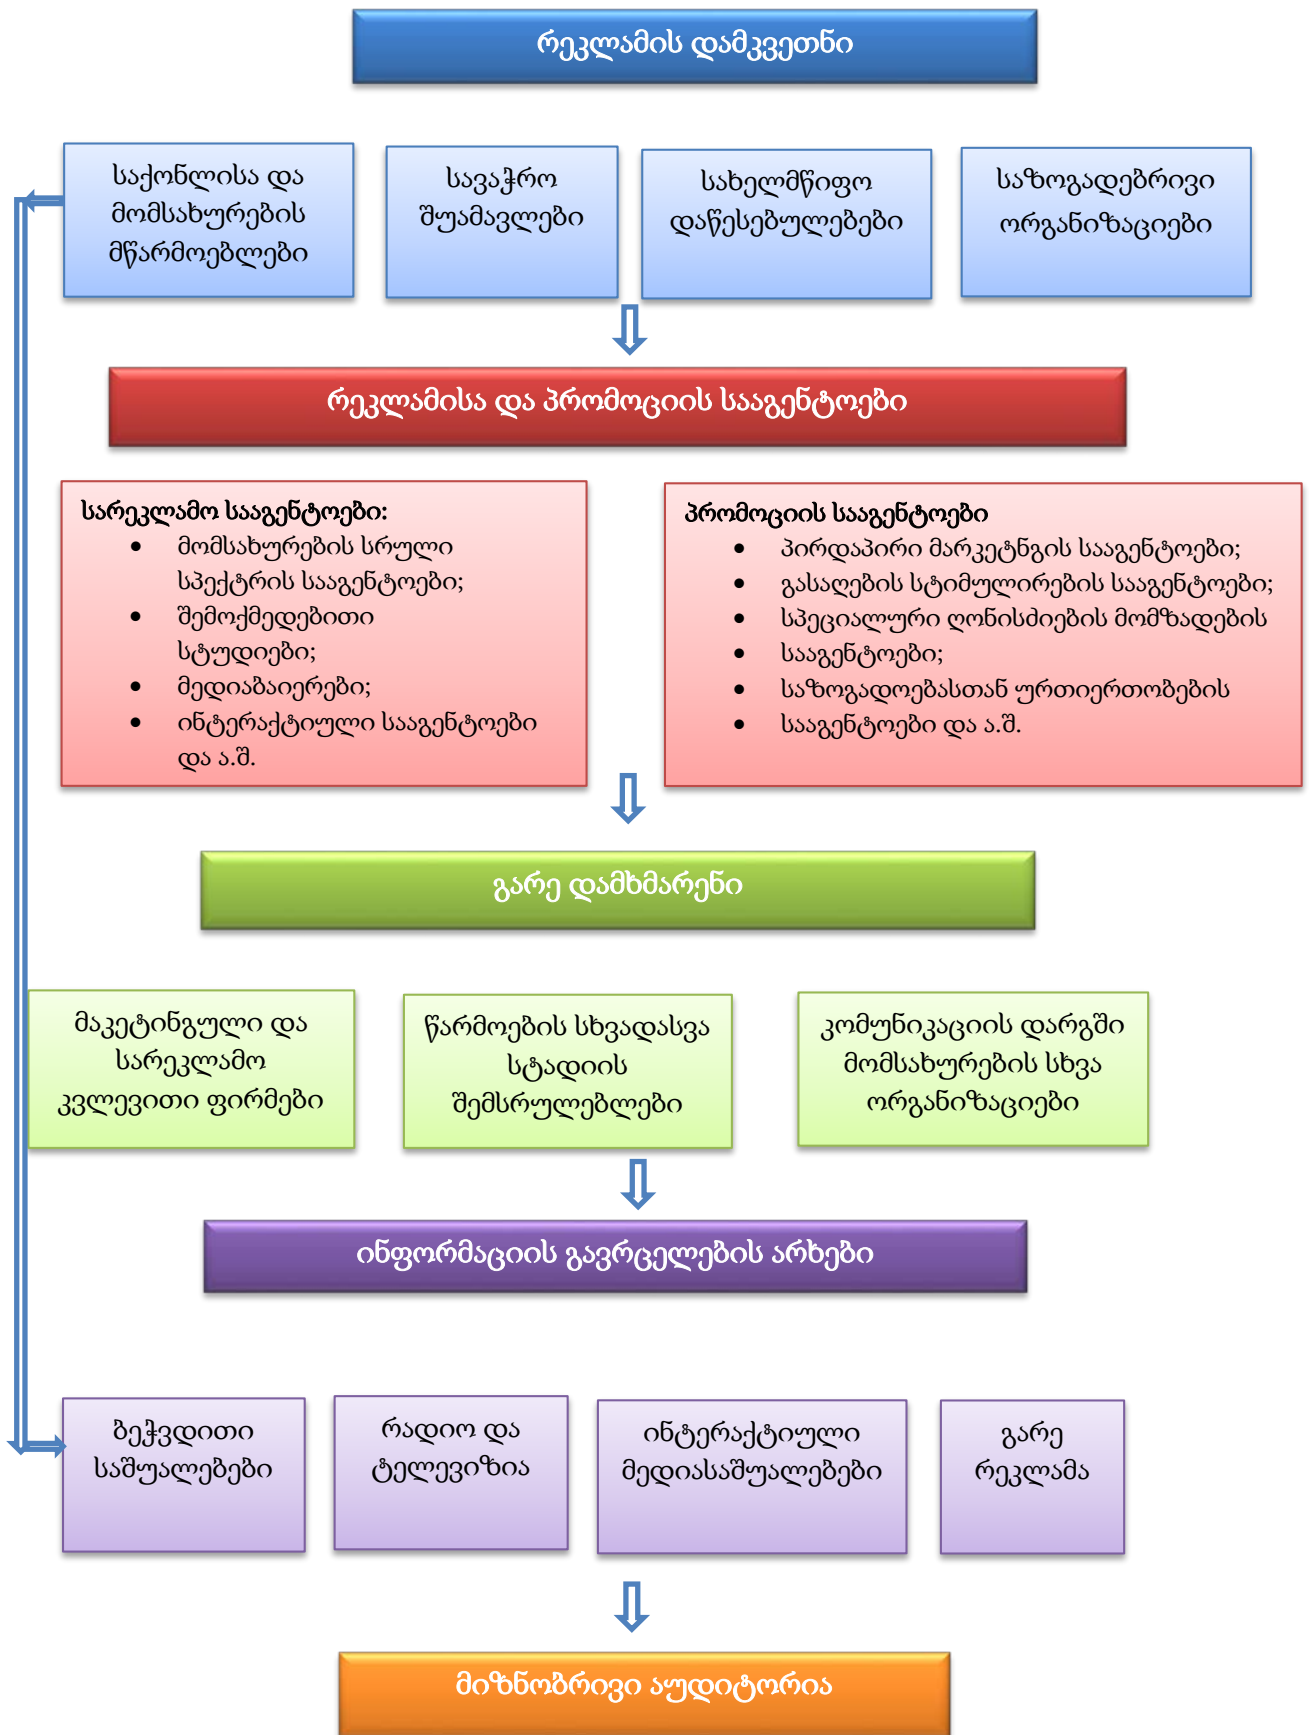 რეკლამის დამკვეთნი
საქონლისა და
მომსახურების
მწარმოებლები
სავაჭრო
შუამავლები
სახელმწიფო
დაწესებულებები
საზოგადებრივი
ორგანიზაციები
რეკლამისა და პრომოციის სააგენტოები
სარეკლამო სააგენტოები:
• მომსახურების სრული
სპექტრის სააგენტოები;
• შემოქმედებითი
სტუდიები;
• მედიაბაიერები;
• ინტერაქტიული სააგენტოები
და ა.შ.
პრომოციის სააგენტოები
• პირდაპირი მარკეტნგის სააგენტოები;
• გასაღების სტიმულირების სააგენტოები;
• სპეციალური ღონისძიების მომზადების
• სააგენტოები;
• საზოგადოებასთან ურთიერთობების
• სააგენტოები და ა.შ.
გარე დამხმარენი
მაკეტინგული და
სარეკლამო
კვლევითი ფირმები
წარმოების სხვადასვა
სტადიის
შემსრულებლები
კომუნიკაციის დარგში
მომსახურების სხვა
ორგანიზაციები
ინფორმაციის გავრცელების არხები
ბეჭვდითი
საშუალებები
რადიო და
ტელევიზია
ინტერაქტიული
მედიასაშუალებები
გარე
რეკლამა
მიზნობრივი აუდიტორია